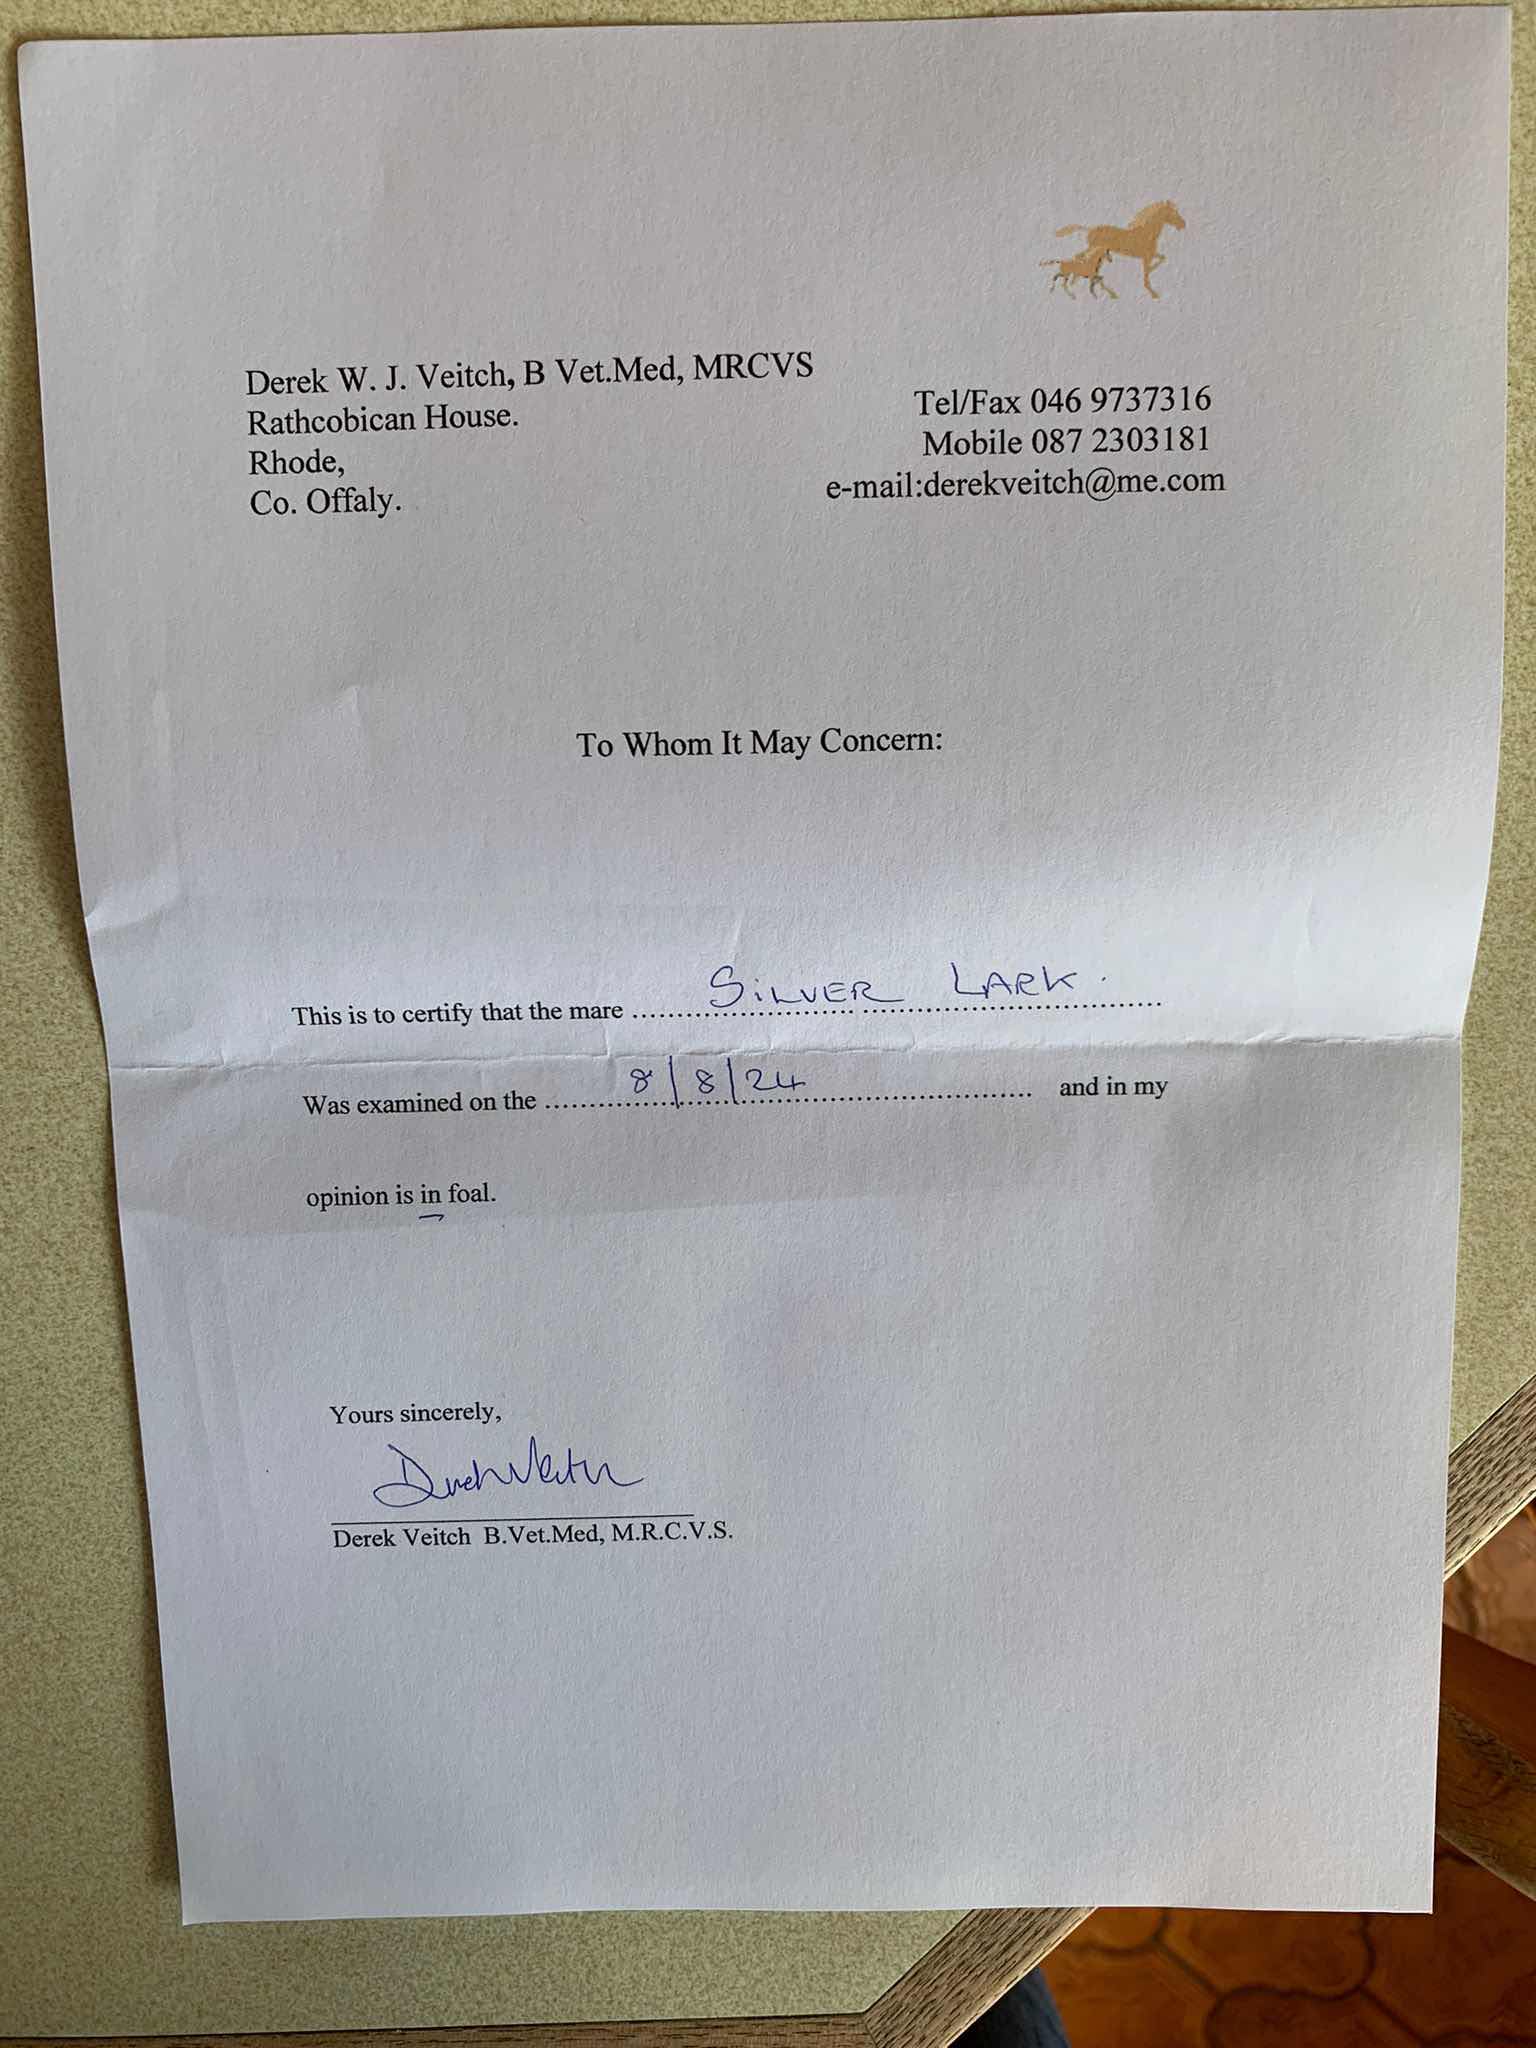 Derek W. J. Veitch, B Vet.Med, MRCVS
Rathcobican House.
Rhode,
Co. Offaly.
Tel/Fax 046 9737316
Mobile 087 2303181
e-mail:derekveitch@me.com
To Whom It May Concern:
This is to certify that the mare SILVER LARK.
Was examined on the 8/8/24 and in my
opinion is in foal.
Yours sincerely,
Derek Veitch
Derek Veitch B.Vet.Med, M.R.C.V.S.